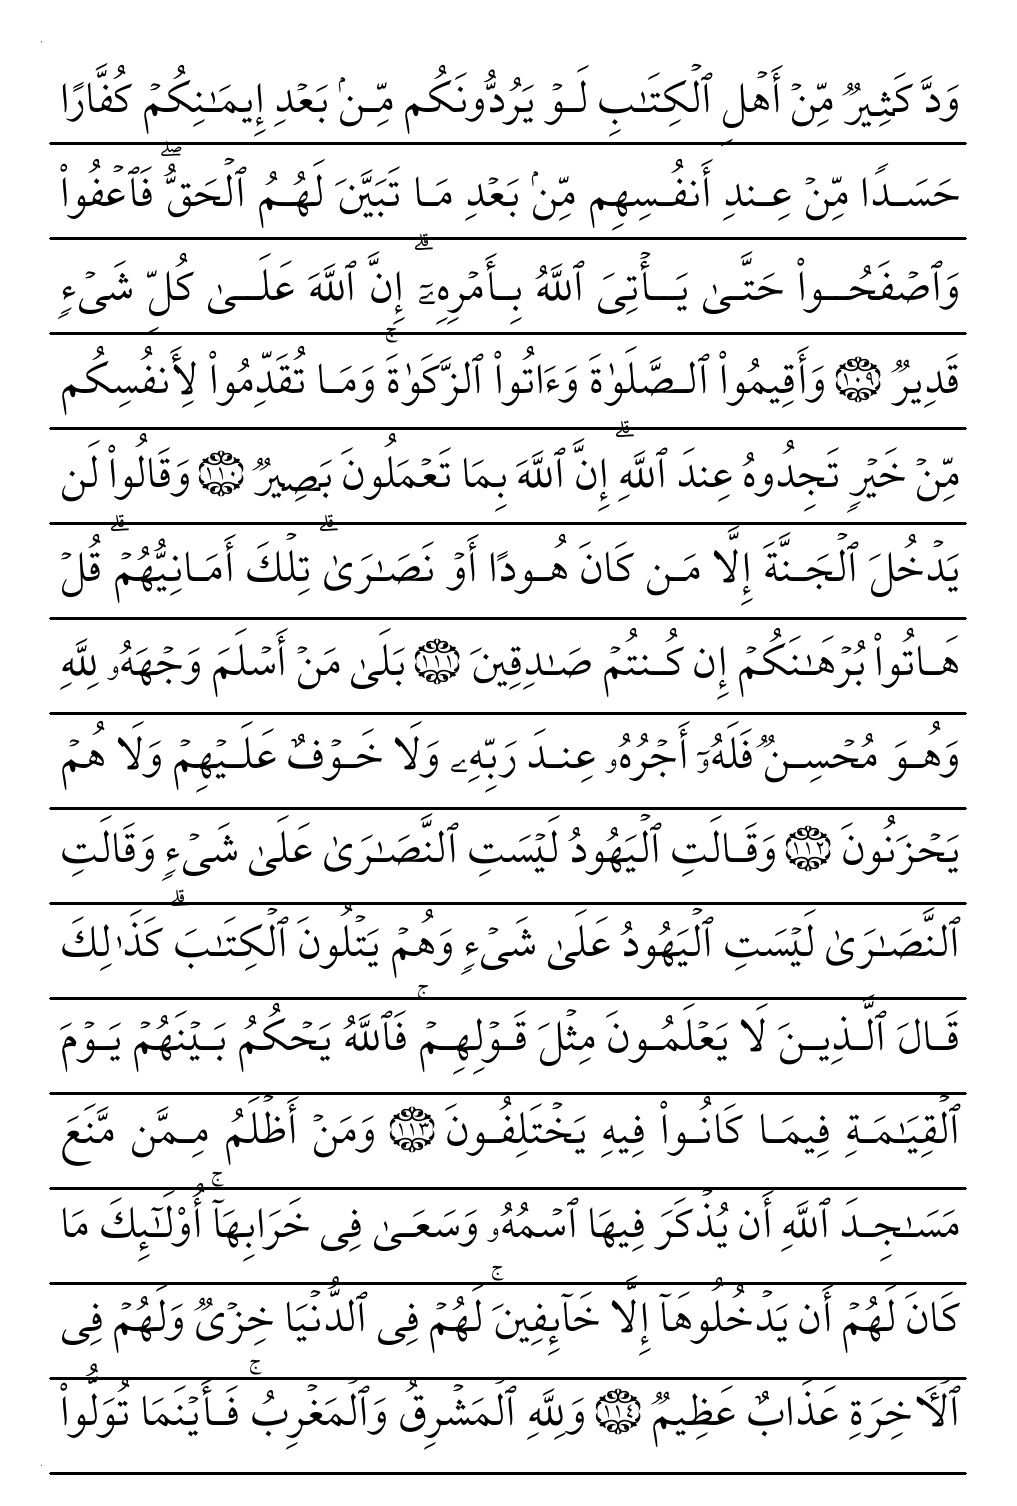 وَدَّ كَثِيرٌ مِّنْ أَهْلِ ٱلْكِتَـٰبِ لَوْ يَرُدُّونَكُم مِّنۢ بَعْدِ إِيمَـٰنِكُمْ كُفَّارًا
حَسَدًا مِّنْ عِندِ أَنفُسِهِم مِّنۢ بَعْدِ مَا تَبَيَّنَ لَهُمُ ٱلْحَقُّ ۖ فَٱعْفُوا۟
وَٱصْفَحُوا۟ حَتَّىٰ يَأْتِىَ ٱللَّهُ بِأَمْرِهِۦٓ ۗ إِنَّ ٱللَّهَ عَلَىٰ كُلِّ شَىْءٍ
قَدِيرٌ ﴿١٠٩﴾ وَأَقِيمُوا۟ ٱلصَّلَوٰةَ وَءَاتُوا۟ ٱلزَّكَوٰةَ ۚ وَمَا تُقَدِّمُوا۟ لِأَنفُسِكُم
مِّنْ خَيْرٍ تَجِدُوهُ عِندَ ٱللَّهِ ۗ إِنَّ ٱللَّهَ بِمَا تَعْمَلُونَ بَصِيرٌ ﴿١١٠﴾ وَقَالُوا۟ لَن
يَدْخُلَ ٱلْجَنَّةَ إِلَّا مَن كَانَ هُودًا أَوْ نَصَـٰرَىٰ ۗ تِلْكَ أَمَانِيُّهُمْ ۗ قُلْ
هَاتُوا۟ بُرْهَـٰنَكُمْ إِن كُنتُمْ صَـٰدِقِينَ ﴿١١١﴾ بَلَىٰ مَنْ أَسْلَمَ وَجْهَهُۥ لِلَّهِ
وَهُوَ مُحْسِنٌ فَلَهُۥٓ أَجْرُهُۥ عِندَ رَبِّهِۦ وَلَا خَوْفٌ عَلَيْهِمْ وَلَا هُمْ
يَحْزَنُونَ ﴿١١٢﴾ وَقَالَتِ ٱلْيَهُودُ لَيْسَتِ ٱلنَّصَـٰرَىٰ عَلَىٰ شَىْءٍ وَقَالَتِ
ٱلنَّصَـٰرَىٰ لَيْسَتِ ٱلْيَهُودُ عَلَىٰ شَىْءٍ وَهُمْ يَتْلُونَ ٱلْكِتَـٰبَ ۗ كَذَٰلِكَ
قَالَ ٱلَّذِينَ لَا يَعْلَمُونَ مِثْلَ قَوْلِهِمْ ۚ فَٱللَّهُ يَحْكُمُ بَيْنَهُمْ يَوْمَ
ٱلْقِيَـٰمَةِ فِيمَا كَانُوا۟ فِيهِ يَخْتَلِفُونَ ﴿١١٣﴾ وَمَنْ أَظْلَمُ مِمَّن مَّنَعَ
مَسَـٰجِدَ ٱللَّهِ أَن يُذْكَرَ فِيهَا ٱسْمُهُۥ وَسَعَىٰ فِى خَرَابِهَآ ۚ أُو۟لَـٰٓئِكَ مَا
كَانَ لَهُمْ أَن يَدْخُلُوهَآ إِلَّا خَآئِفِينَ ۚ لَهُمْ فِى ٱلدُّنْيَا خِزْىٌ وَلَهُمْ فِى
ٱلْـَٔاخِرَةِ عَذَابٌ عَظِيمٌ ﴿١١٤﴾ وَلِلَّهِ ٱلْمَشْرِقُ وَٱلْمَغْرِبُ ۚ فَأَيْنَمَا تُوَلُّوا۟